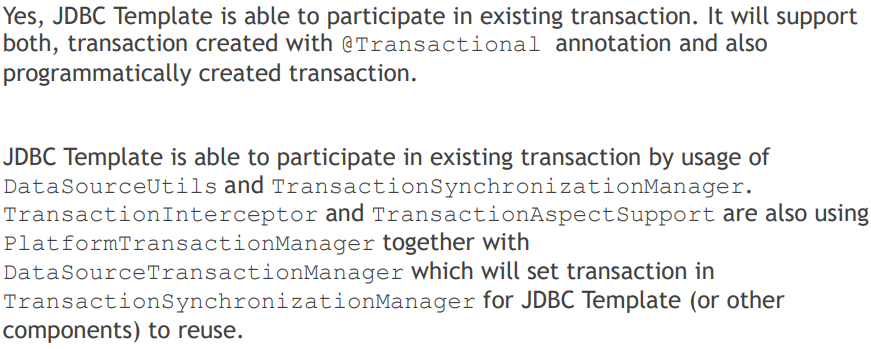 Yes, JDBC Template is able to participate in existing transaction. It will support
both, transaction created with @Transactional annotation and also
programmatically created transaction.
JDBC Template is able to participate in existing transaction by usage of
DataSourceUtils and TransactionSynchronizationManager.
TransactionInterceptor and TransactionAspectSupport are also using
PlatformTransactionManager together with
DataSourceTransactionManager which will set transaction in
TransactionSynchronizationManager for JDBC Template (or other
components) to reuse.